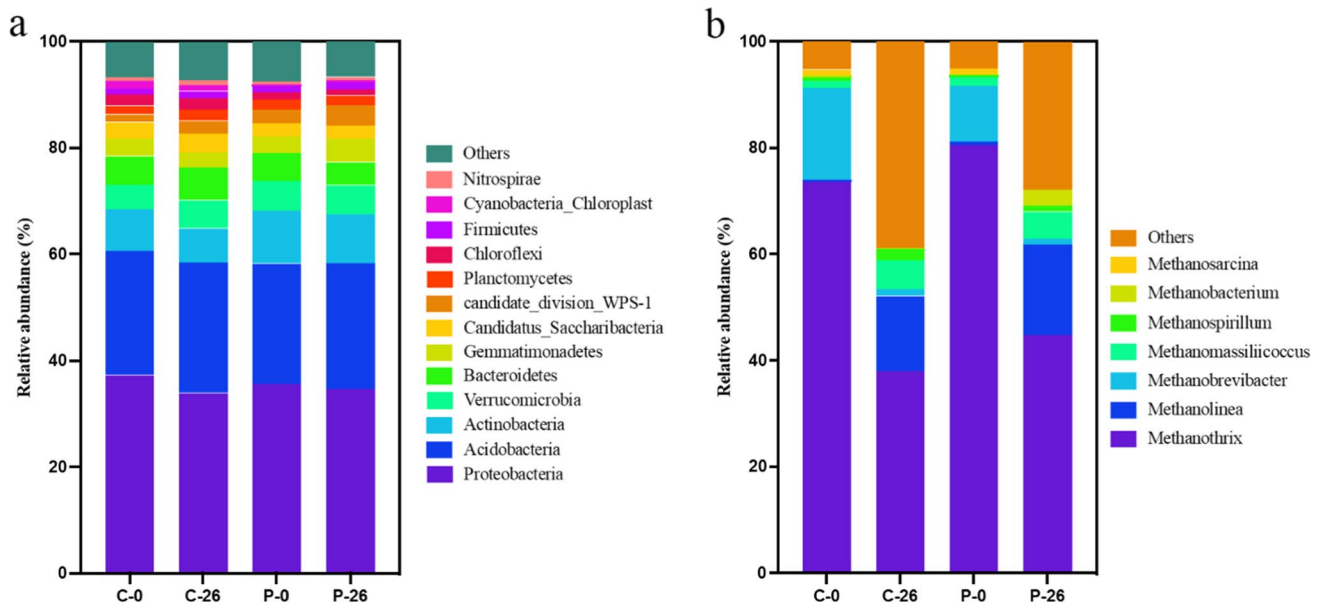 a
Relative abundance (%)
100
80
60
40
20
0
C-0 C-26 P-0 P-26
Others
Nitrospirae
Cyanobacteria_Chloroplast
Firmicutes
Chloroflexi
Planctomycetes
candidate_division_WPS-1
Candidatus_Saccharibacteria
Gemmatimonadetes
Bacteroidetes
Verrucomicrobia
Actinobacteria
Acidobacteria
Proteobacteria
b
Relative abundance (%)
100
80
60
40
20
0
C-0 C-26 P-0 P-26
Others
Methanosarcina
Methanobacterium
Methanospirillum
Methanomassiliicoccus
Methanobrevibacter
Methanolinea
Methanothrix